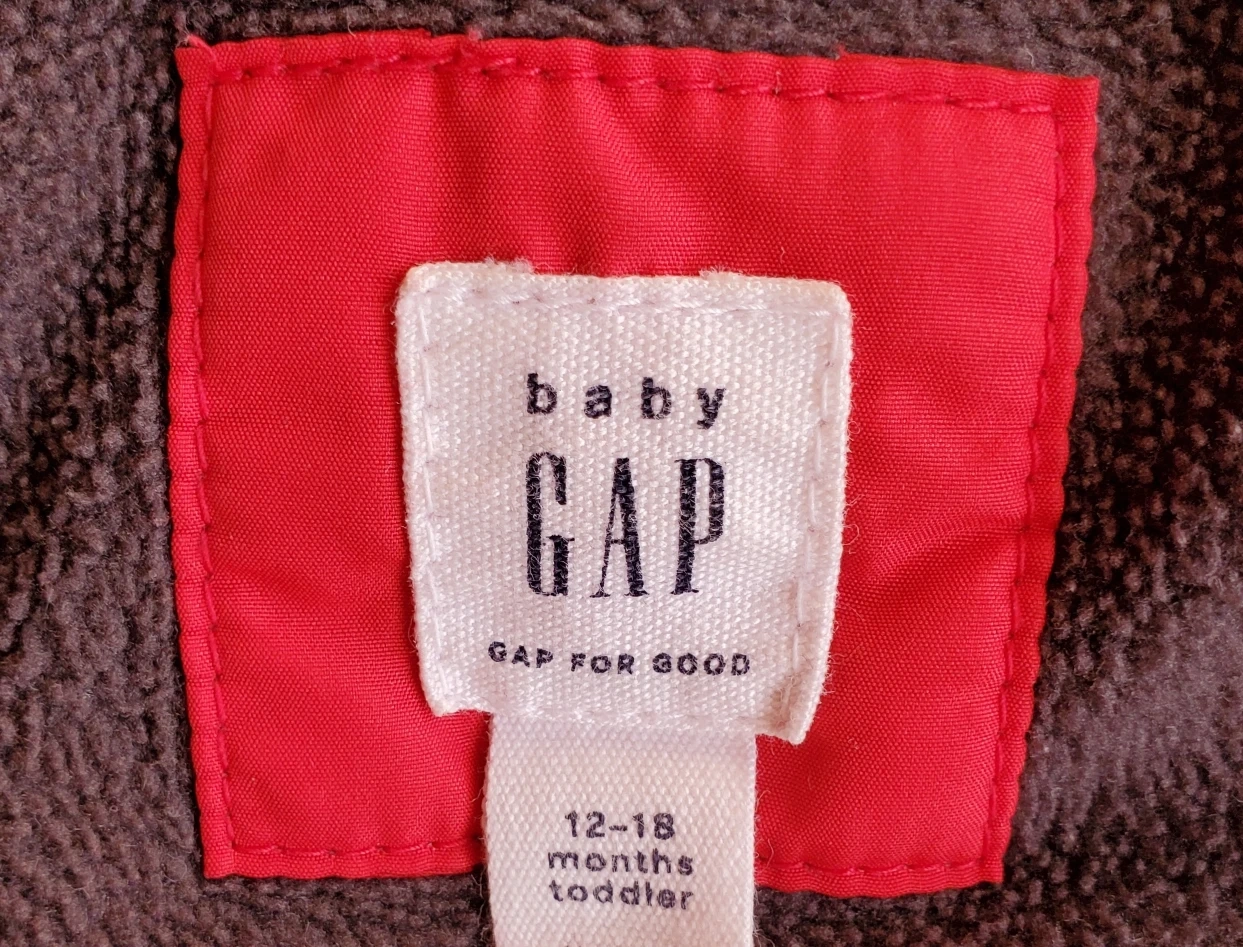 baby
GAP
GAP FOR GOOD
12-18
months
toddler